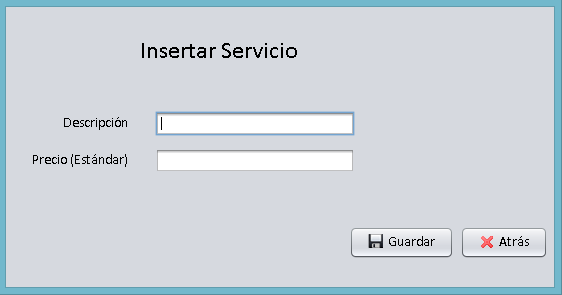 Insertar Servicio
Descripción
Precio (Estándar)
Guardar Atrás